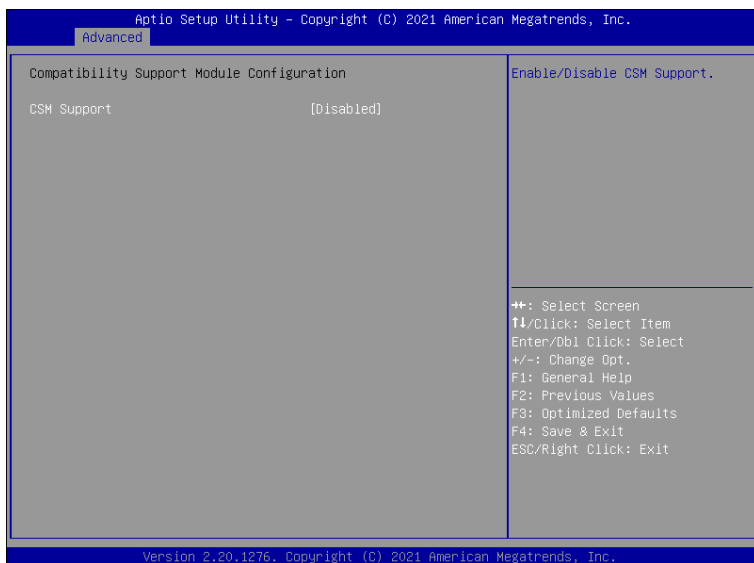 Aptio Setup Utility – Copyright (C) 2021 American Megatrends, Inc.
Advanced
Compatibility Support Module Configuration
CSM Support [Disabled]
Enable/Disable CSM Support.
→←: Select Screen
↑↓/Click: Select Item
Enter/Dbl Click: Select
+/-: Change Opt.
F1: General Help
F2: Previous Values
F3: Optimized Defaults
F4: Save & Exit
ESC/Right Click: Exit
Version 2.20.1276. Copyright (C) 2021 American Megatrends, Inc.